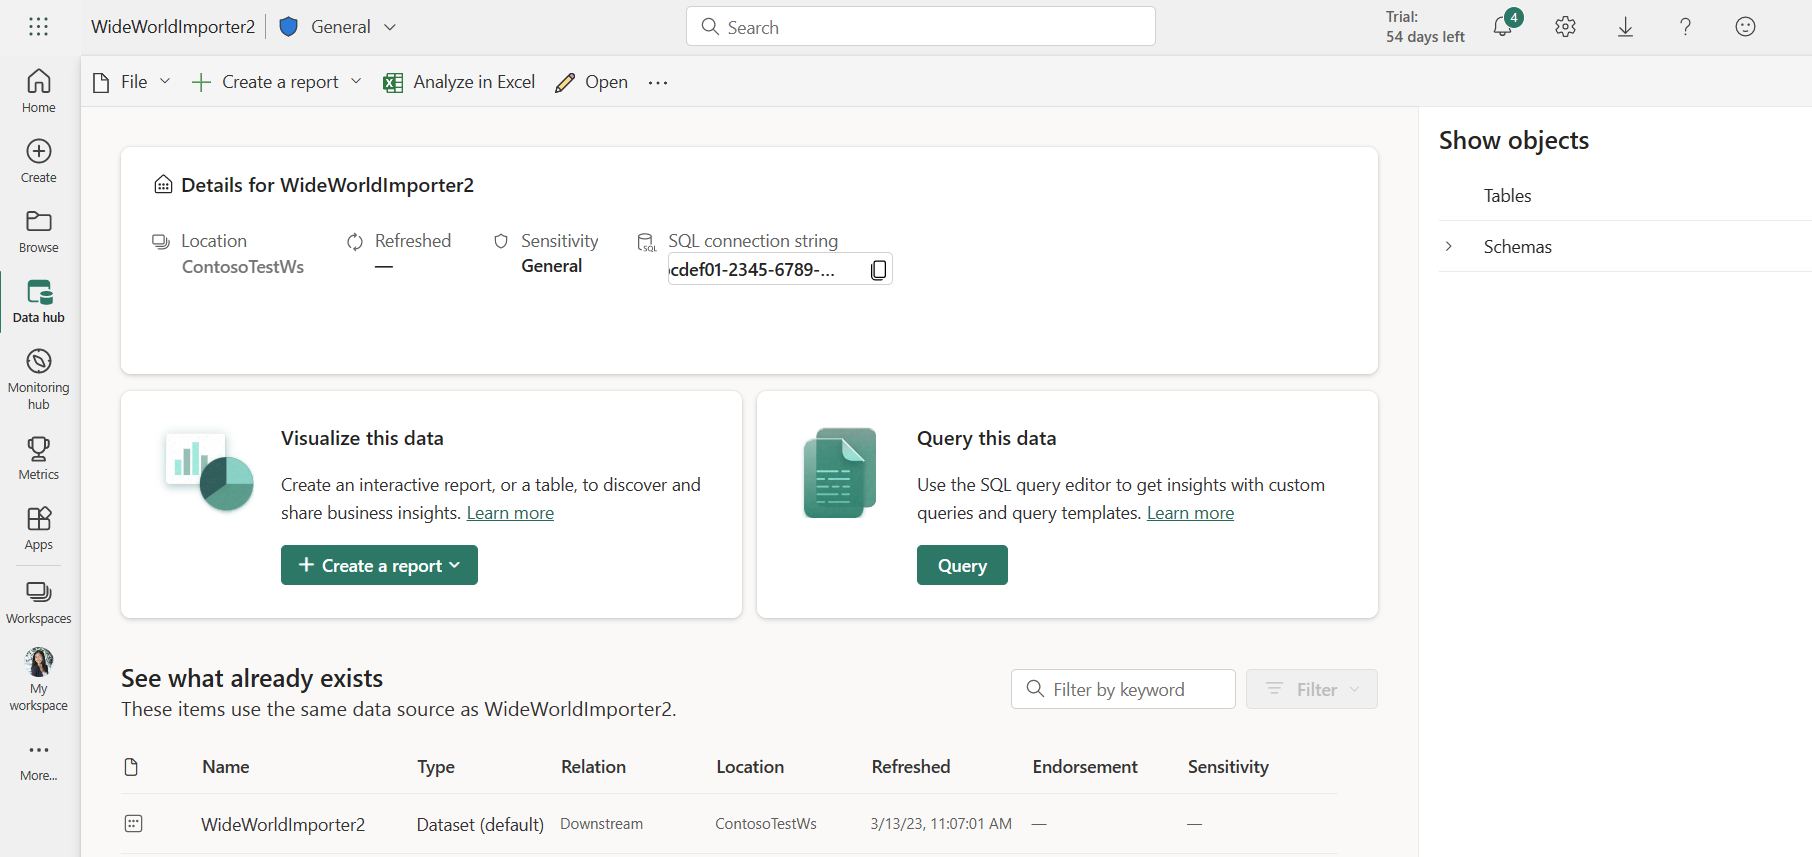 WideWorldImporter2
General
Search
Trial:
54 days left
4
Home
Create
Browse
Data hub
Monitoring
hub
Metrics
Apps
Workspaces
My
workspace
More...
File
Create a report
Analyze in Excel
Open
Details for WideWorldImporter2
Location
ContosoTestWs
Refreshed
—
Sensitivity
General
SQL
SQL connection string
cdef01-2345-6789-...
Visualize this data
Create an interactive report, or a table, to discover and
share business insights. Learn more
Create a report
Query this data
Use the SQL query editor to get insights with custom
queries and query templates. Learn more
Query
See what already exists
These items use the same data source as WideWorldImporter2.
Filter by keyword
Filter
Name Type Relation Location Refreshed Endorsement Sensitivity
WideWorldImporter2 Dataset (default) Downstream ContosoTestWs 3/13/23, 11:07:01 AM — —
Show objects
Tables
Schemas